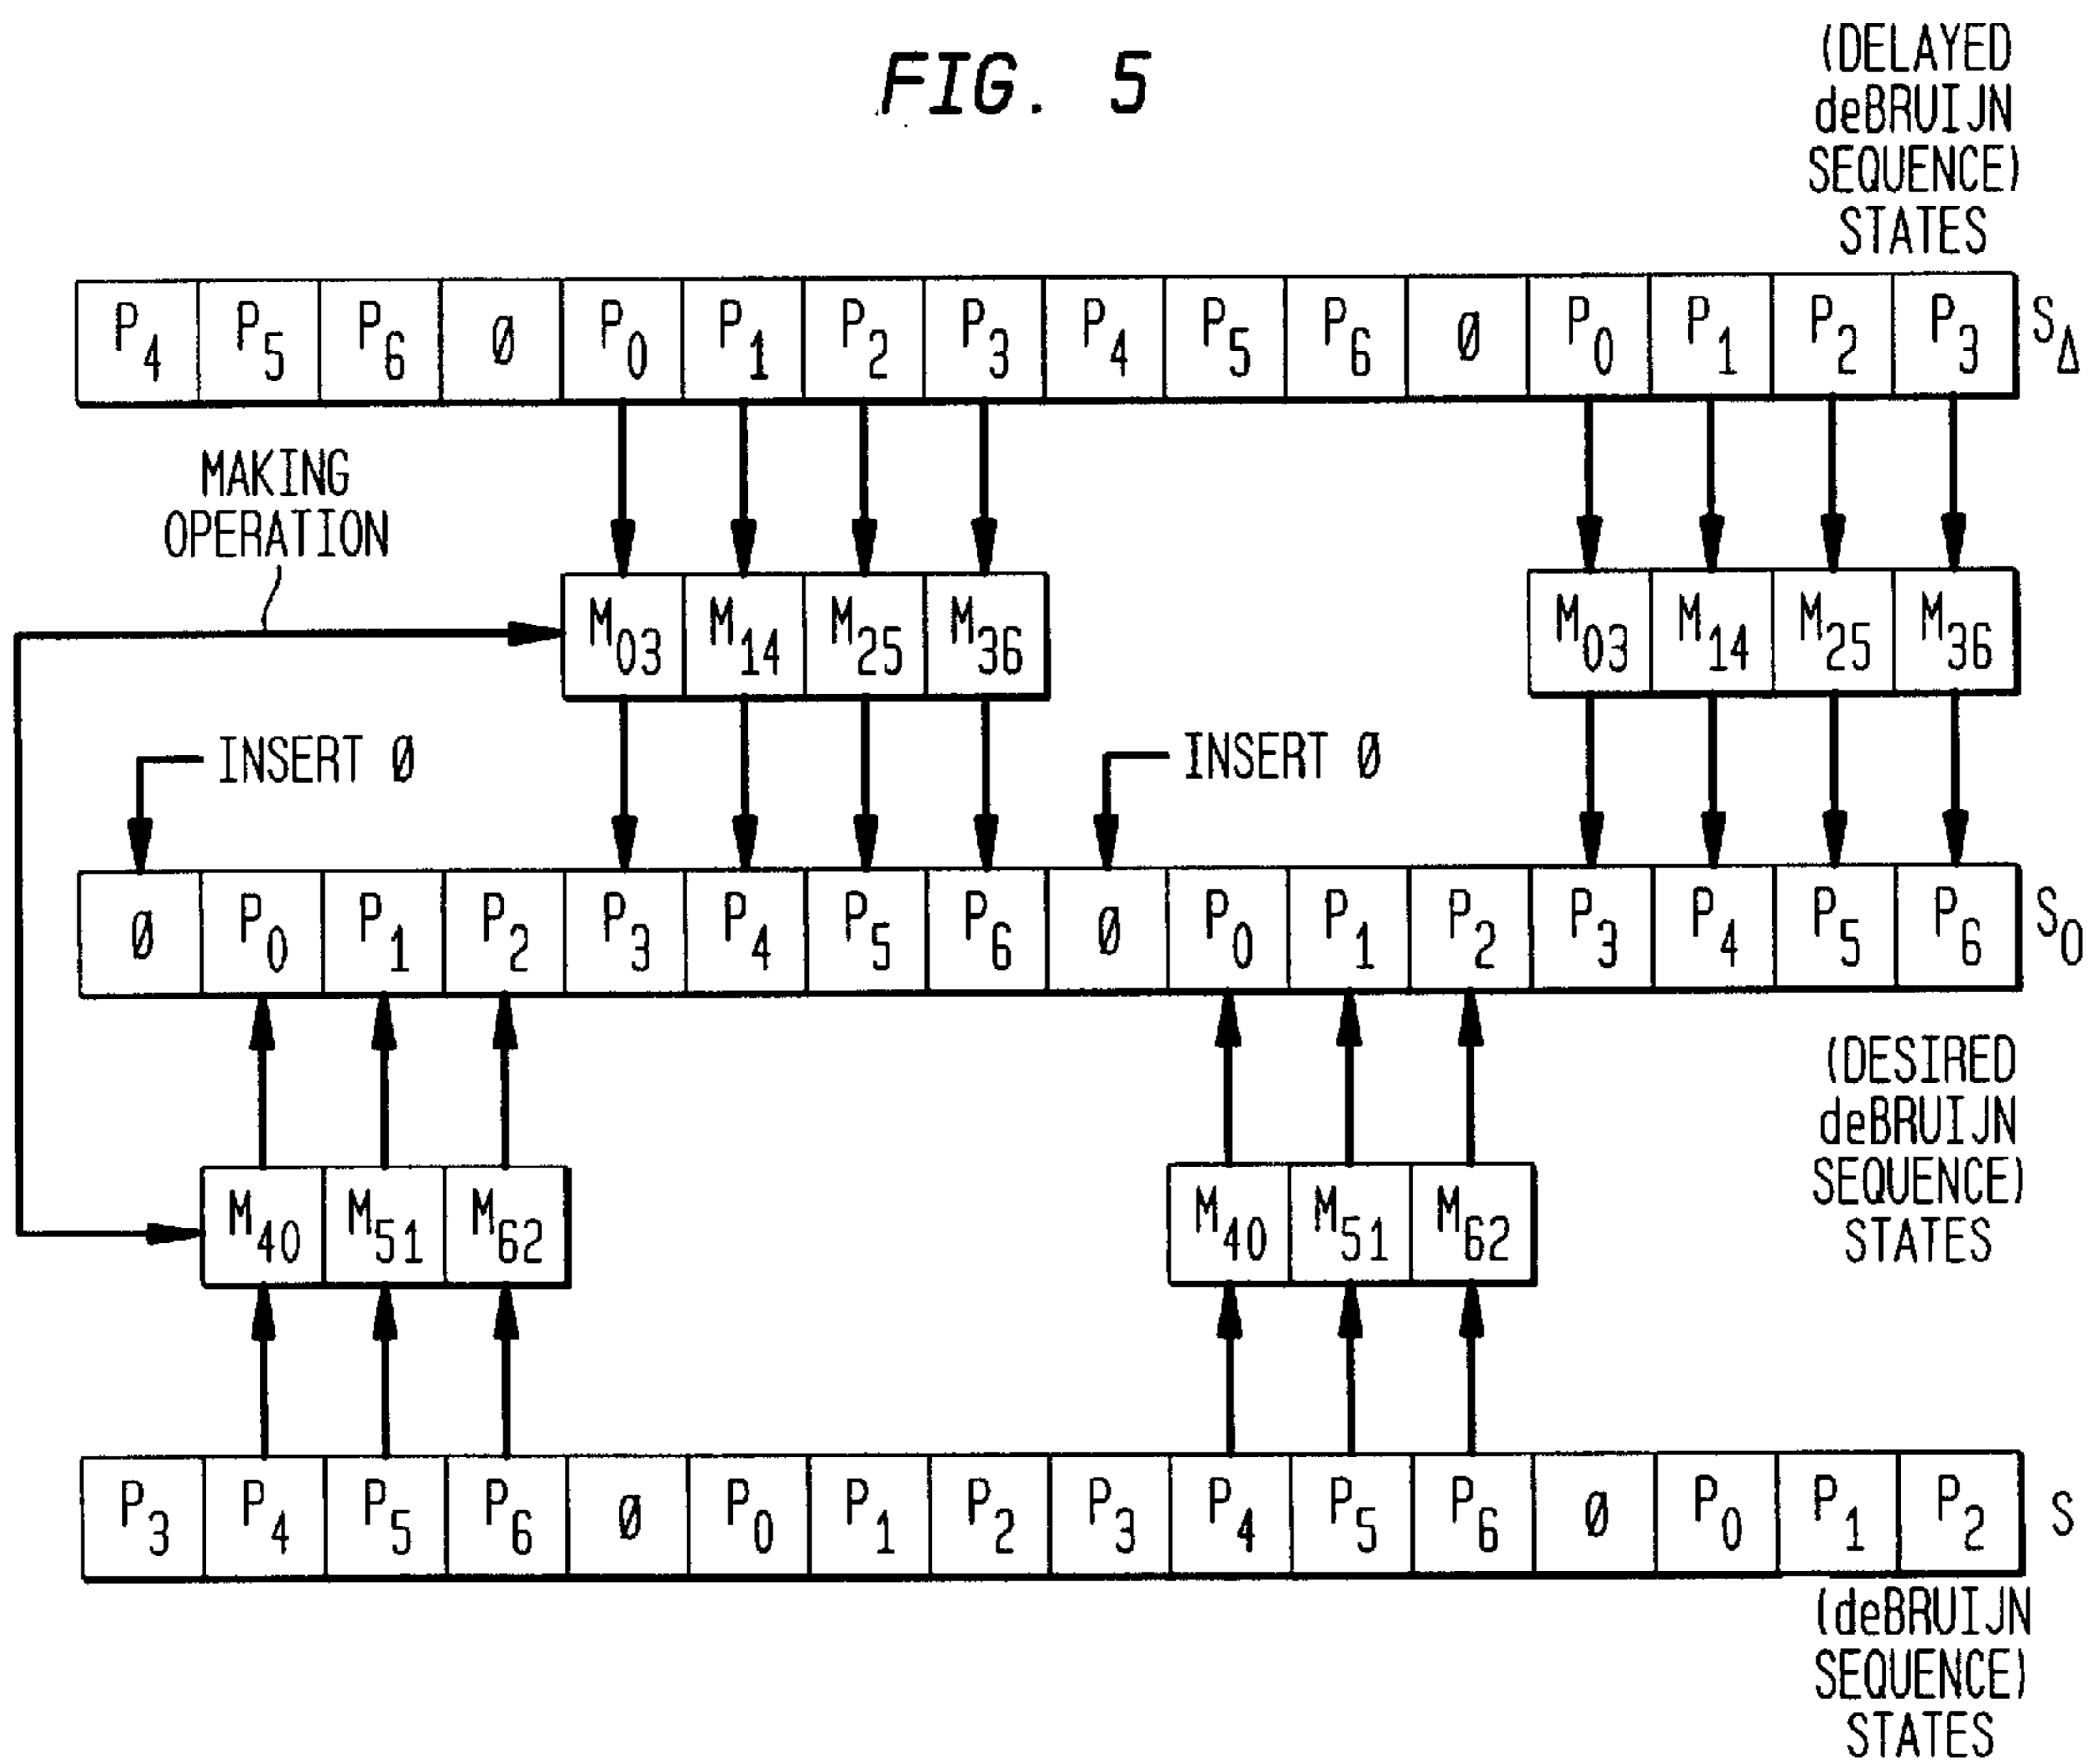 FIG. 5
(DELAYED
deBRUIJN
SEQUENCE)
STATES
P4 P5 P6 Ø P0 P1 P2 P3 P4 P5 P6 Ø P0 P1 P2 P3 SΔ
MAKING
OPERATION
M03 M14 M25 M36 M03 M14 M25 M36
INSERT Ø INSERT Ø
Ø P0 P1 P2 P3 P4 P5 P6 Ø P0 P1 P2 P3 P4 P5 P6 S0
(DESIRED
deBRUIJN
SEQUENCE)
STATES
M40 M51 M62 M40 M51 M62
P3 P4 P5 P6 Ø P0 P1 P2 P3 P4 P5 P6 Ø P0 P1 P2 S
(deBRUIJN
SEQUENCE)
STATES